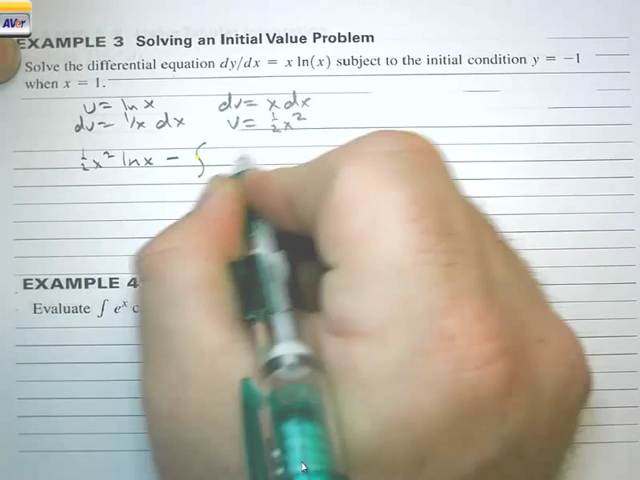 AVer
EXAMPLE 3 Solving an Initial Value Problem
Solve the differential equation dy/dx = x ln(x) subject to the initial condition y = −1
when x = 1.
u = ln x dv = x dx
du = 1/x dx v = ½x²
½x² ln x − ∫
EXAMPLE 4
Evaluate ∫ eˣ c